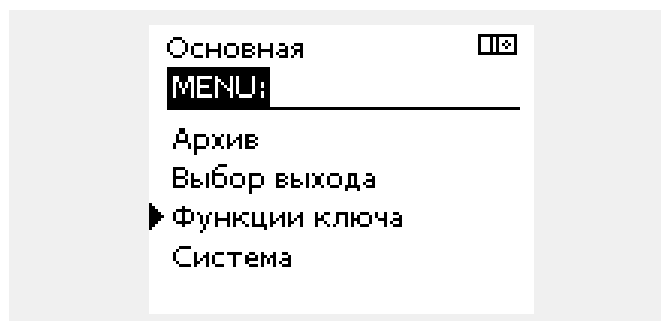 Основная
MENU:
Архив
Выбор выхода
Функции ключа
Система